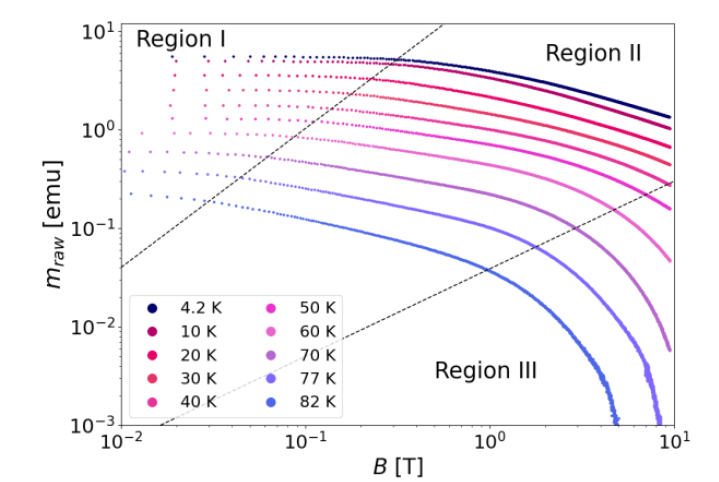 10¹
Region I
Region II
10⁰
m_raw [emu]
10⁻¹
10⁻²
4.2 K
50 K
10 K
60 K
20 K
70 K
30 K
77 K
40 K
82 K
Region III
10⁻³
10⁻²
10⁻¹
10⁰
10¹
B [T]